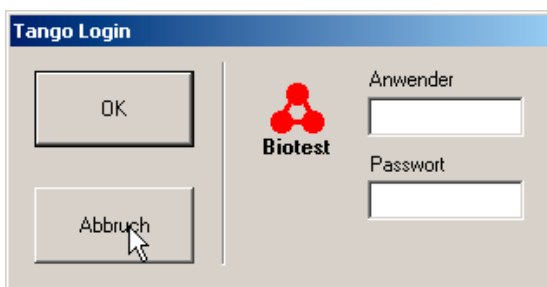 Tango Login
OK
Abbruch
Biotest
Anwender
Passwort